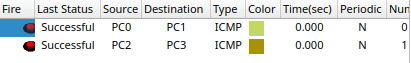 Fire Last Status Source Destination Type Color Time(sec) Periodic Num
Successful PC0 PC1 ICMP 0.000 N 0
Successful PC2 PC3 ICMP 0.000 N 1